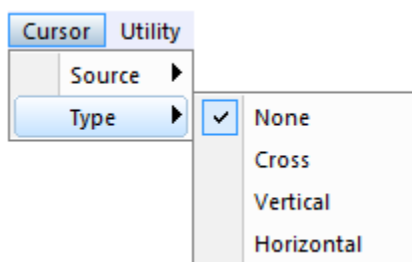 Cursor Utility
Source
Type
None
Cross
Vertical
Horizontal